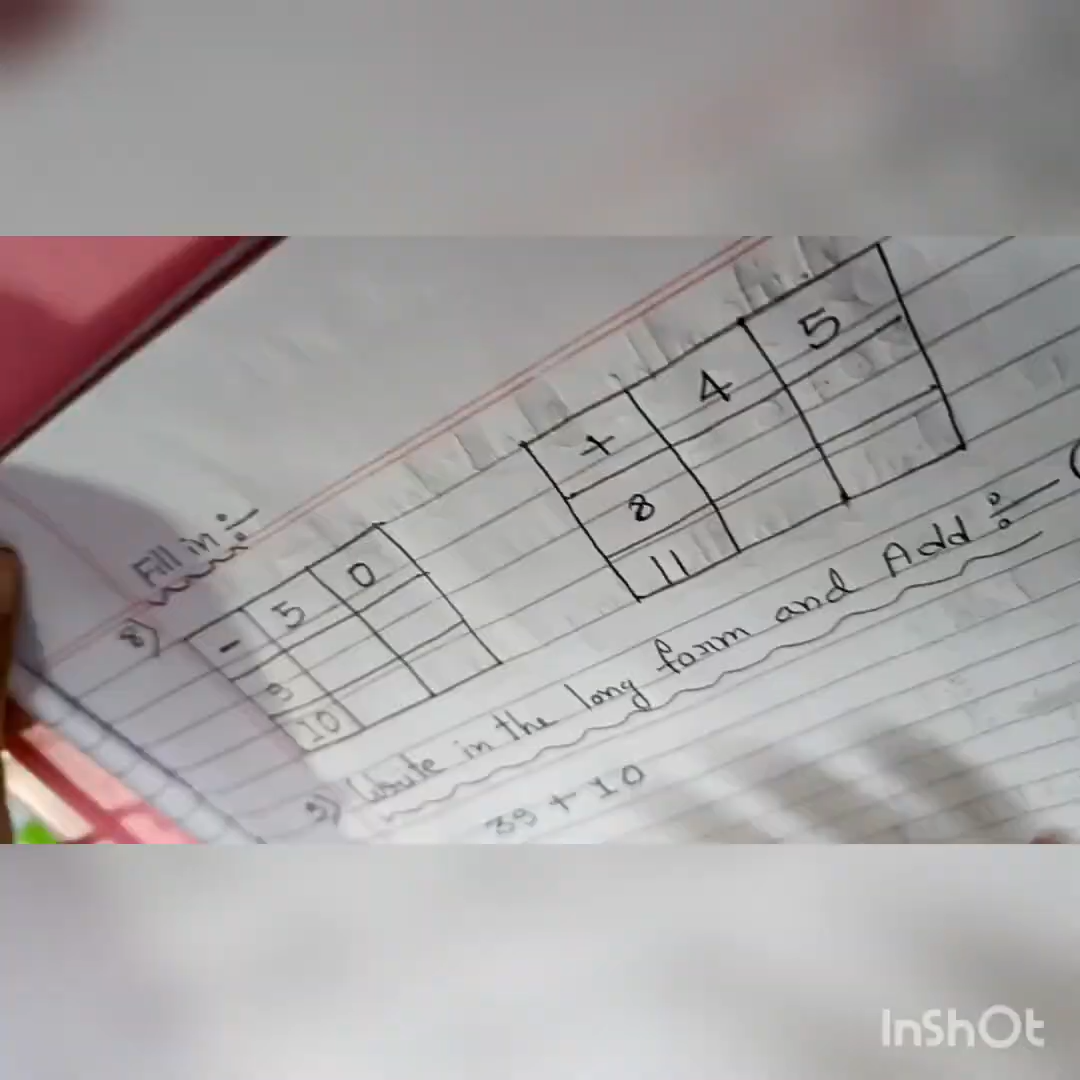 8) Fill in :-
- 5 0
9
10
+ 4 5
8
11
9) Write in the long form and Add :-
39 + 10
InShOt